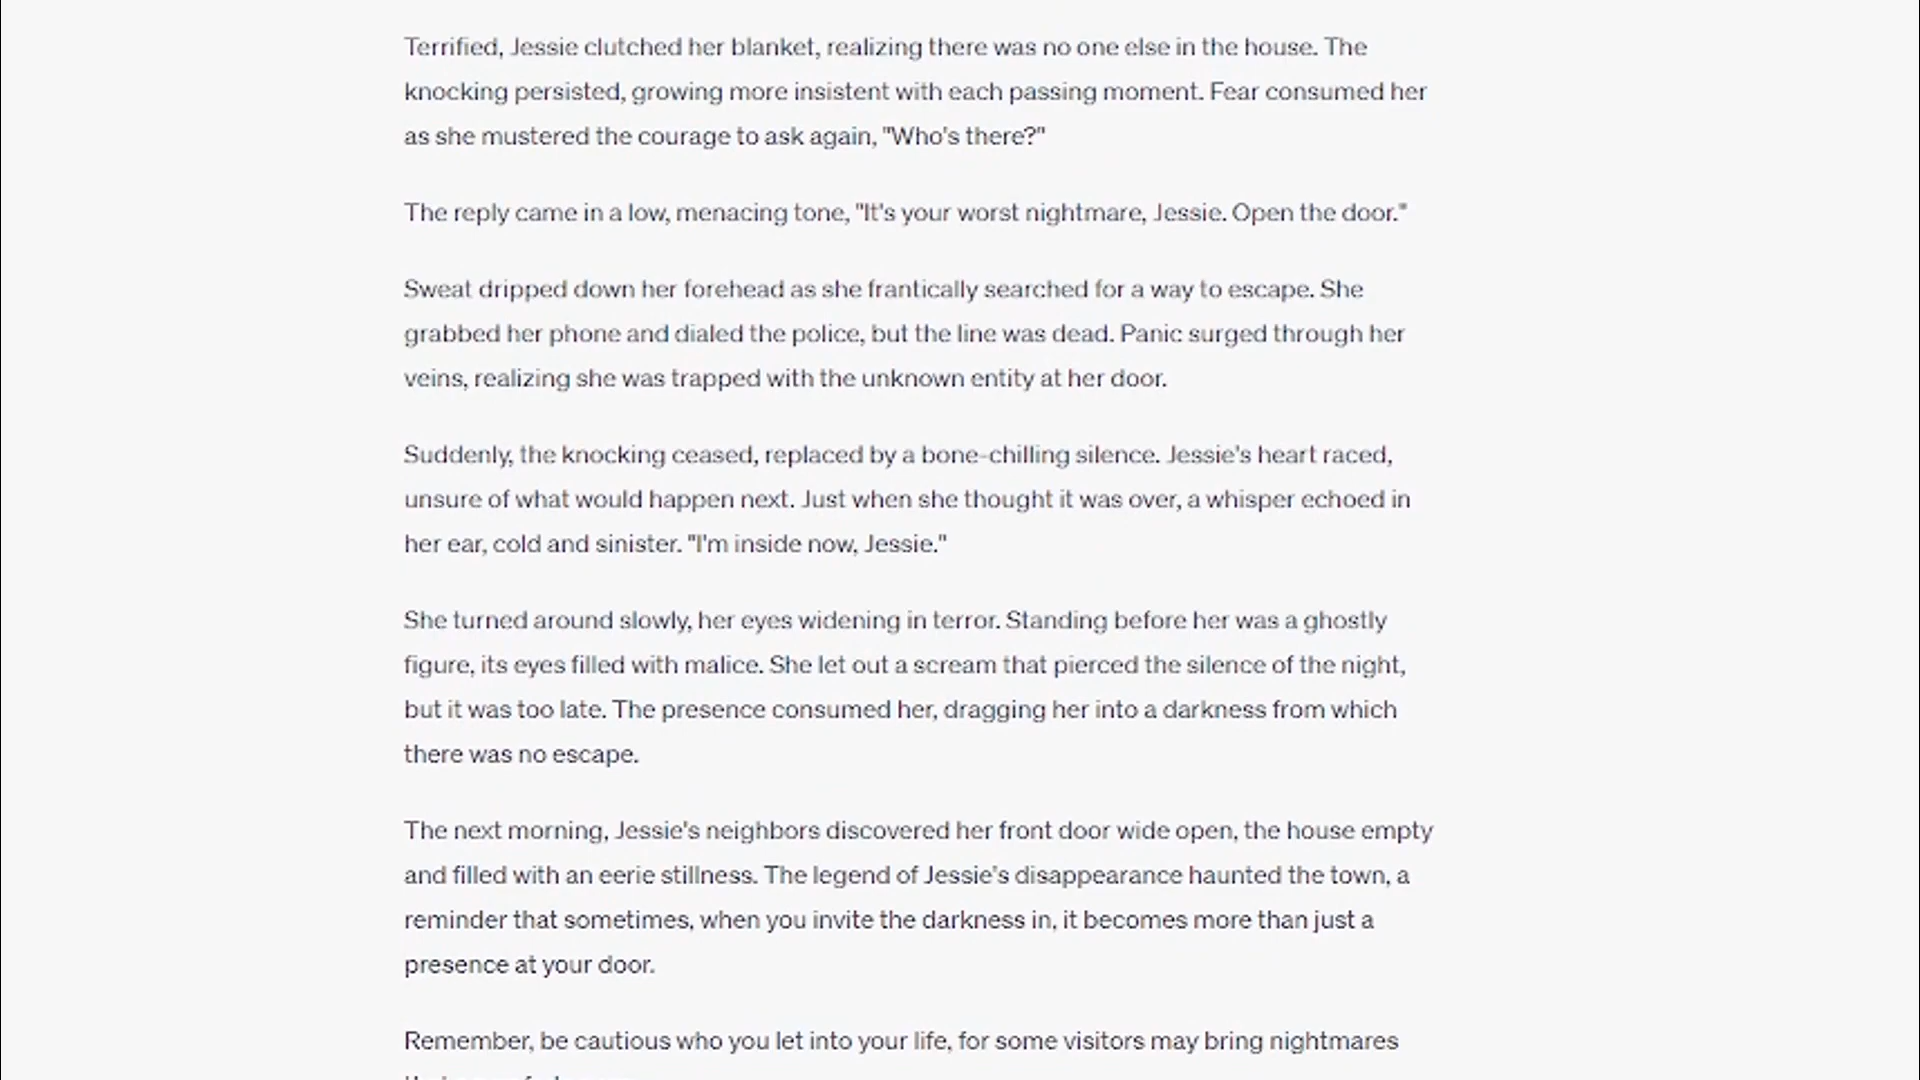 Terrified, Jessie clutched her blanket, realizing there was no one else in the house. The
knocking persisted, growing more insistent with each passing moment. Fear consumed her
as she mustered the courage to ask again, "Who's there?"
The reply came in a low, menacing tone, "It's your worst nightmare, Jessie. Open the door."
Sweat dripped down her forehead as she frantically searched for a way to escape. She
grabbed her phone and dialed the police, but the line was dead. Panic surged through her
veins, realizing she was trapped with the unknown entity at her door.
Suddenly, the knocking ceased, replaced by a bone-chilling silence. Jessie's heart raced,
unsure of what would happen next. Just when she thought it was over, a whisper echoed in
her ear, cold and sinister. "I'm inside now, Jessie."
She turned around slowly, her eyes widening in terror. Standing before her was a ghostly
figure, its eyes filled with malice. She let out a scream that pierced the silence of the night,
but it was too late. The presence consumed her, dragging her into a darkness from which
there was no escape.
The next morning, Jessie's neighbors discovered her front door wide open, the house empty
and filled with an eerie stillness. The legend of Jessie's disappearance haunted the town, a
reminder that sometimes, when you invite the darkness in, it becomes more than just a
presence at your door.
Remember, be cautious who you let into your life, for some visitors may bring nightmares